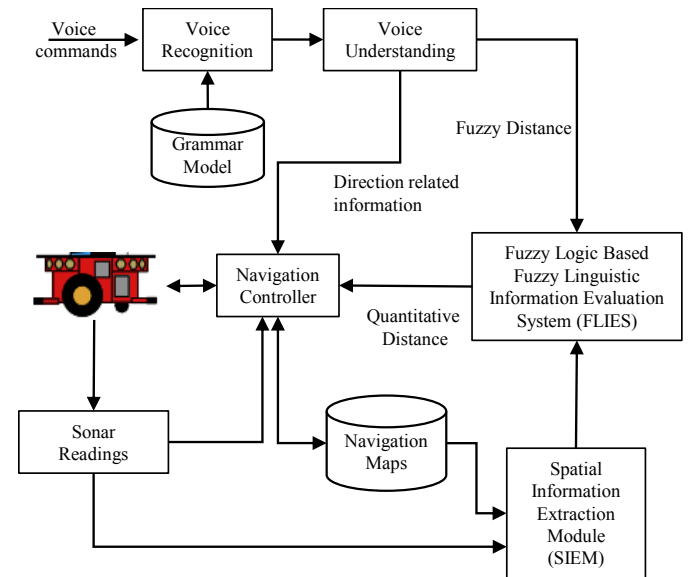 Voice
commands
Voice
Recognition
Voice
Understanding
Grammar
Model
Fuzzy Distance
Direction related
information
Navigation
Controller
Fuzzy Logic Based
Fuzzy Linguistic
Information Evaluation
System (FLIES)
Quantitative
Distance
Sonar
Readings
Navigation
Maps
Spatial
Information
Extraction
Module
(SIEM)